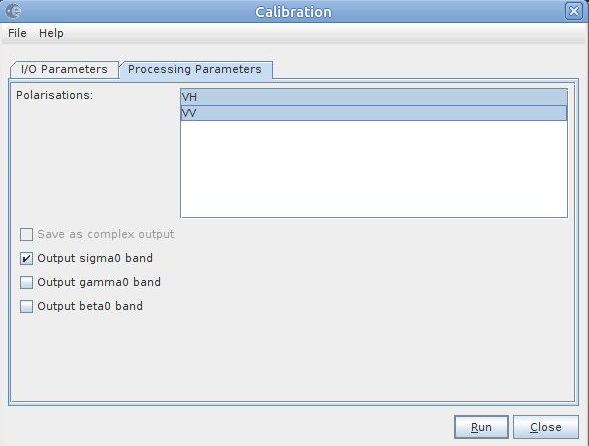 Calibration
File Help
I/O Parameters Processing Parameters
Polarisations:
VH
VV
Save as complex output
Output sigma0 band
Output gamma0 band
Output beta0 band
Run Close